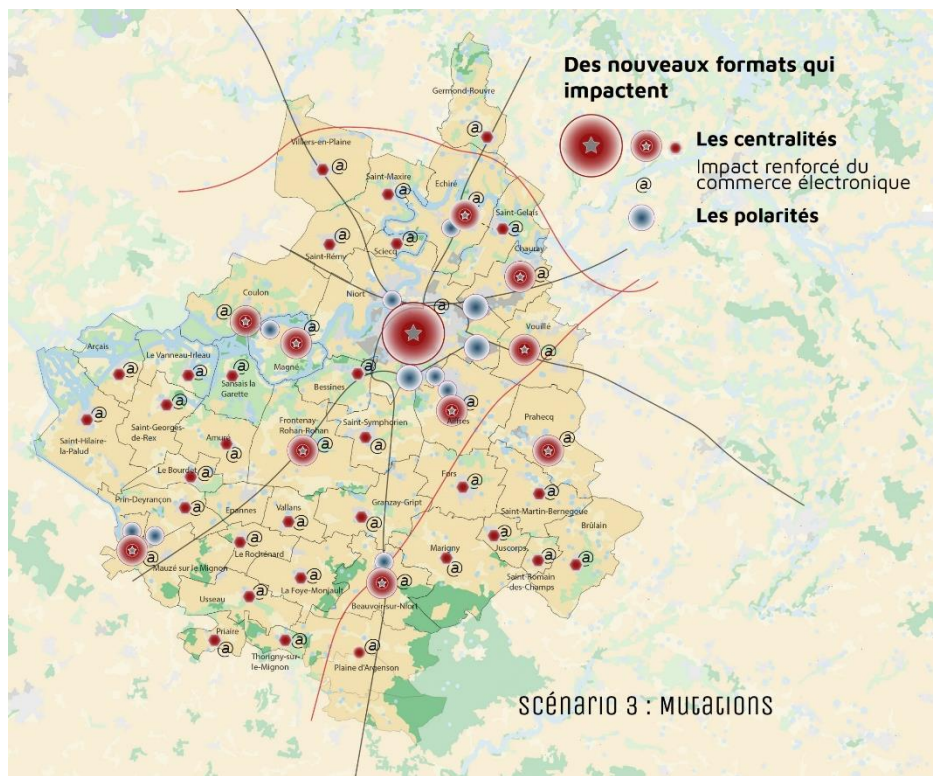 Des nouveaux formats qui
impactent
Les centralités
Impact renforcé du
@ commerce électronique
Les polarités
Germond-Rouvre
@
Villiers-en-Plaine
@
Saint-Maxire
@
Echiré
@
Saint-Gelais
@
Saint-Rémy
@
Sciecq
@
Chauray
@
Coulon
@
Niort
@
Magné
@
Vouillé
@
Arçais
@
Le Vanneau-Irleau
@
Sansais la
Garette
@
Bessines
@
Aiffres
@
Prahecq
@
Saint-Hilaire-
la-Palud
@
Saint-Georges-
de-Rex
@
Amuré
@
Frontenay-
Rohan-Rohan
@
Saint-Symphorien
@
Le Bourdet
@
Fors
@
Prin-Deyrançon
@
Epannes
Vallans
@
Granzay-Gript
@
Saint-Martin-Bernegoue
@
Brûlain
@
Mauzé sur le Mignon
@
Le Rochénard
@
Marigny
@
Juscorps
@
Saint-Romain
des-Champs
@
Usseau
@
La Foye-Monjault
@
Beauvoir-sur-Niort
@
Priaire
@
Thorigny-sur-
le-Mignon
@
Plaine d'Argenson
@
Scénario 3 : Mutations